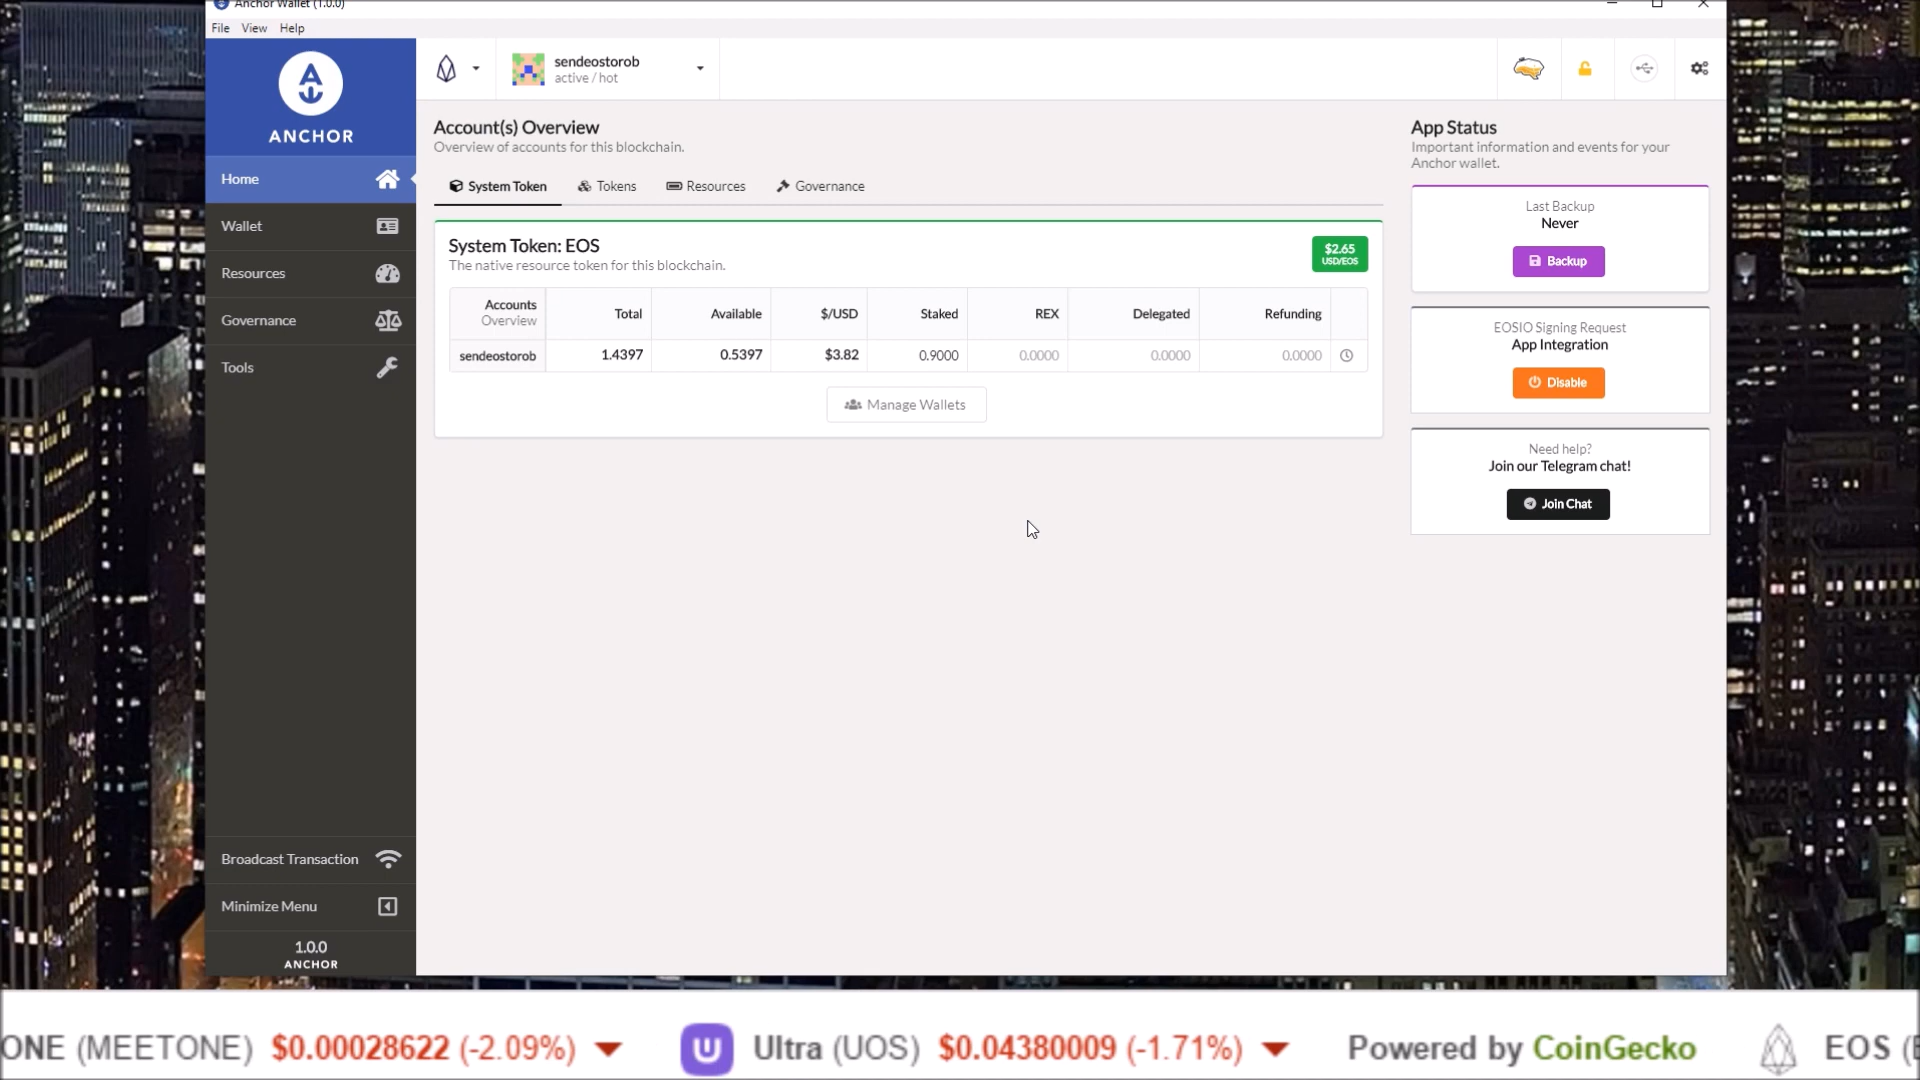 Anchor Wallet (1.0.0)
File View Help
sendeostorob
active / hot
ANCHOR
Home
Wallet
Resources
Governance
Tools
Broadcast Transaction
Minimize Menu
1.0.0
ANCHOR
Account(s) Overview
Overview of accounts for this blockchain.
System Token Tokens Resources Governance
System Token: EOS
The native resource token for this blockchain.
$2.65
USD/EOS
Accounts
Overview
Total Available $/USD Staked REX Delegated Refunding
sendeostorob 1.4397 0.5397 $3.82 0.9000 0.0000 0.0000 0.0000
Manage Wallets
App Status
Important information and events for your
Anchor wallet.
Last Backup
Never
Backup
EOSIO Signing Request
App Integration
Disable
Need help?
Join our Telegram chat!
Join Chat
ONE (MEETONE) $0.00028622 (-2.09%) Ultra (UOS) $0.04380009 (-1.71%) Powered by CoinGecko EOS